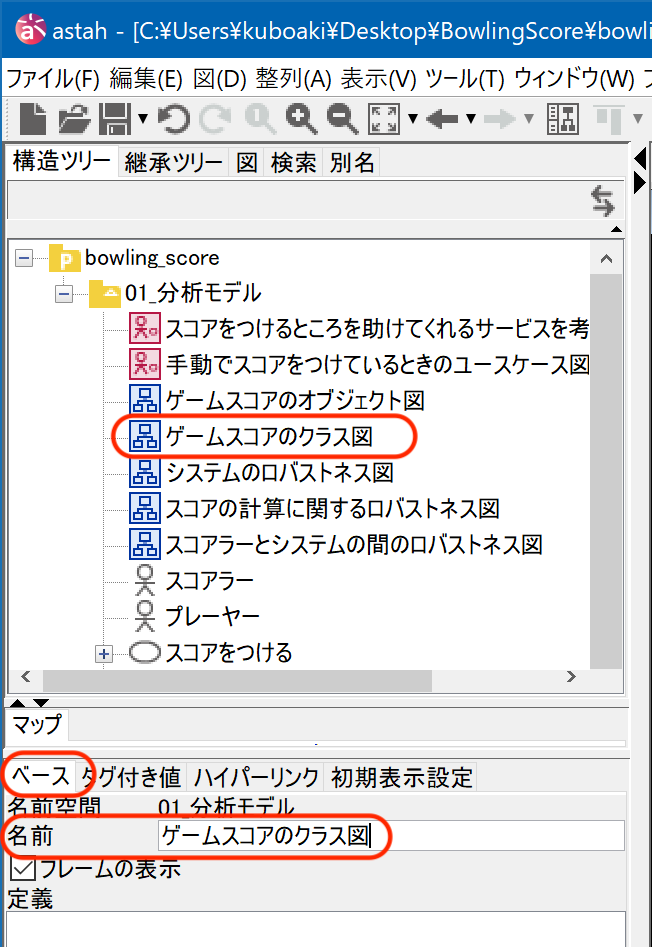 astah - [C:¥Users¥kuboaki¥Desktop¥BowlingScore¥bowli
ファイル(F) 編集(E) 図(D) 整列(A) 表示(V) ツール(T) ウィンドウ(W)
構造ツリー 継承ツリー 図 検索 別名
bowling_score
01_分析モデル
スコアをつけるところを助けてくれるサービスを考
手動でスコアをつけているときのユースケース図
ゲームスコアのオブジェクト図
ゲームスコアのクラス図
システムのロバストネス図
スコアの計算に関するロバストネス図
スコアラーとシステムの間のロバストネス図
スコアラー
プレーヤー
スコアをつける
マップ
ベース タグ付き値 ハイパーリンク 初期表示設定
名前空間 01_分析モデル
名前 ゲームスコアのクラス図
フレームの表示
定義